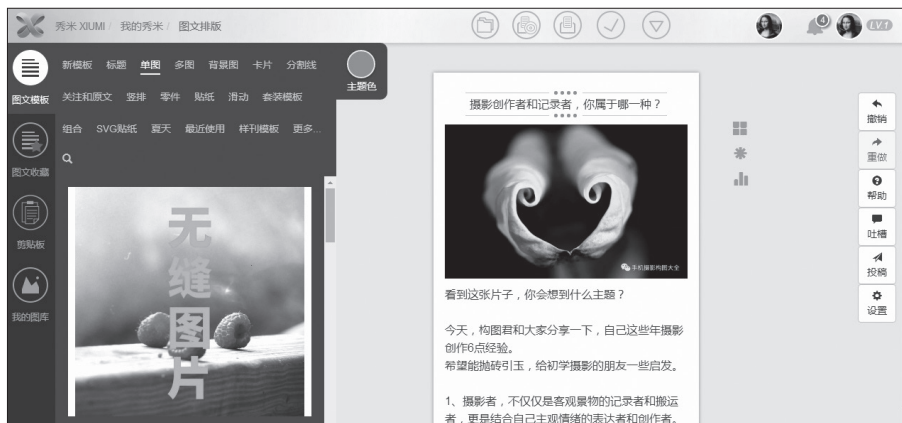 秀米 XIUMI / 我的秀米 / 图文排版
4
LV1
图文模板
图文收藏
剪贴板
我的图库
新模板 标题 单图 多图 背景图 卡片 分割线
关注和原文 竖排 零件 贴纸 滑动 套装模板
组合 SVG贴纸 夏天 最近使用 样刊模板 更多...
主题色
无
缝
图
片
摄影创作者和记录者，你属于哪一种？
手机摄影构图大全
看到这张片子，你会想到什么主题？
今天，构图君和大家分享一下，自己这些年摄影
创作6点经验。
希望能抛砖引玉，给初学摄影的朋友一些启发。
1、摄影者，不仅仅是客观景物的记录者和搬运
者，更是结合自己主观情绪的表达者和创作者。
撤销
重做
帮助
吐槽
投稿
设置